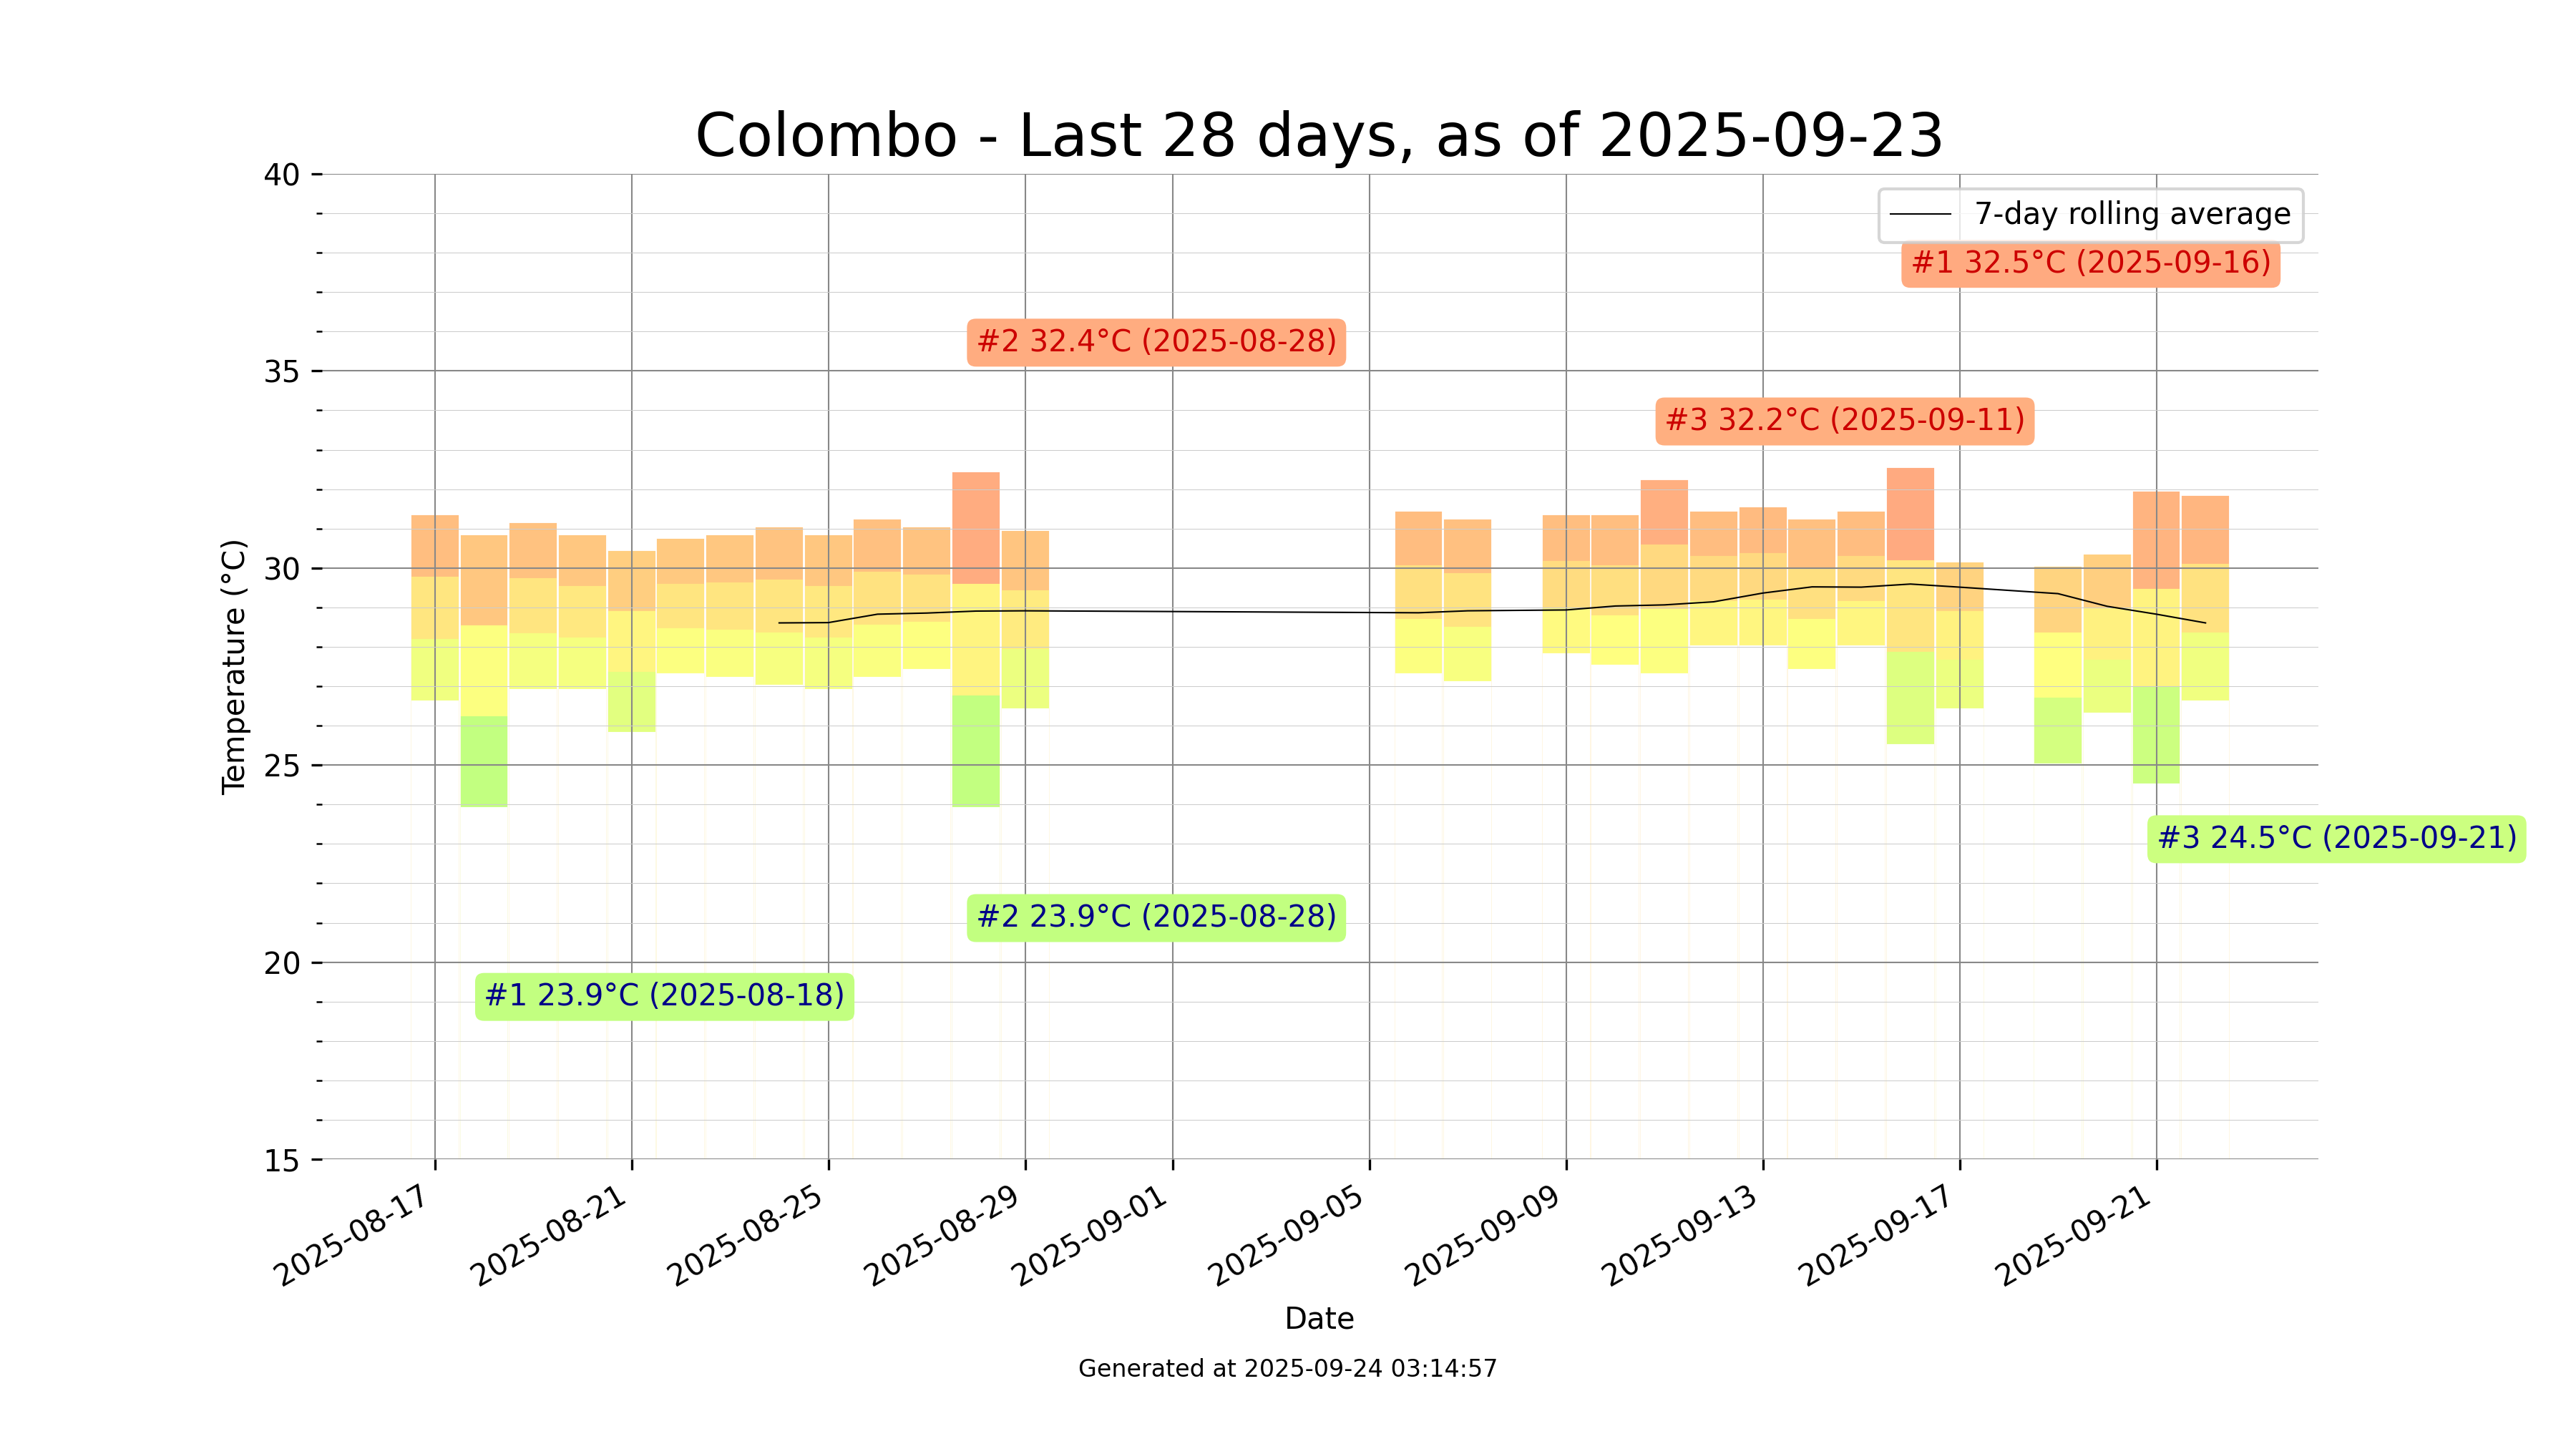 Colombo - Last 28 days, as of 2025-09-23
40
7-day rolling average
#1 32.5°C (2025-09-16)
#2 32.4°C (2025-08-28)
35
#3 32.2°C (2025-09-11)
30
Temperature (°C)
25
#3 24.5°C (2025-09-21)
#2 23.9°C (2025-08-28)
20
#1 23.9°C (2025-08-18)
15
2025-08-17
2025-08-21
2025-08-25
2025-08-29
2025-09-01
2025-09-05
2025-09-09
2025-09-13
2025-09-17
2025-09-21
Date
Generated at 2025-09-24 03:14:57